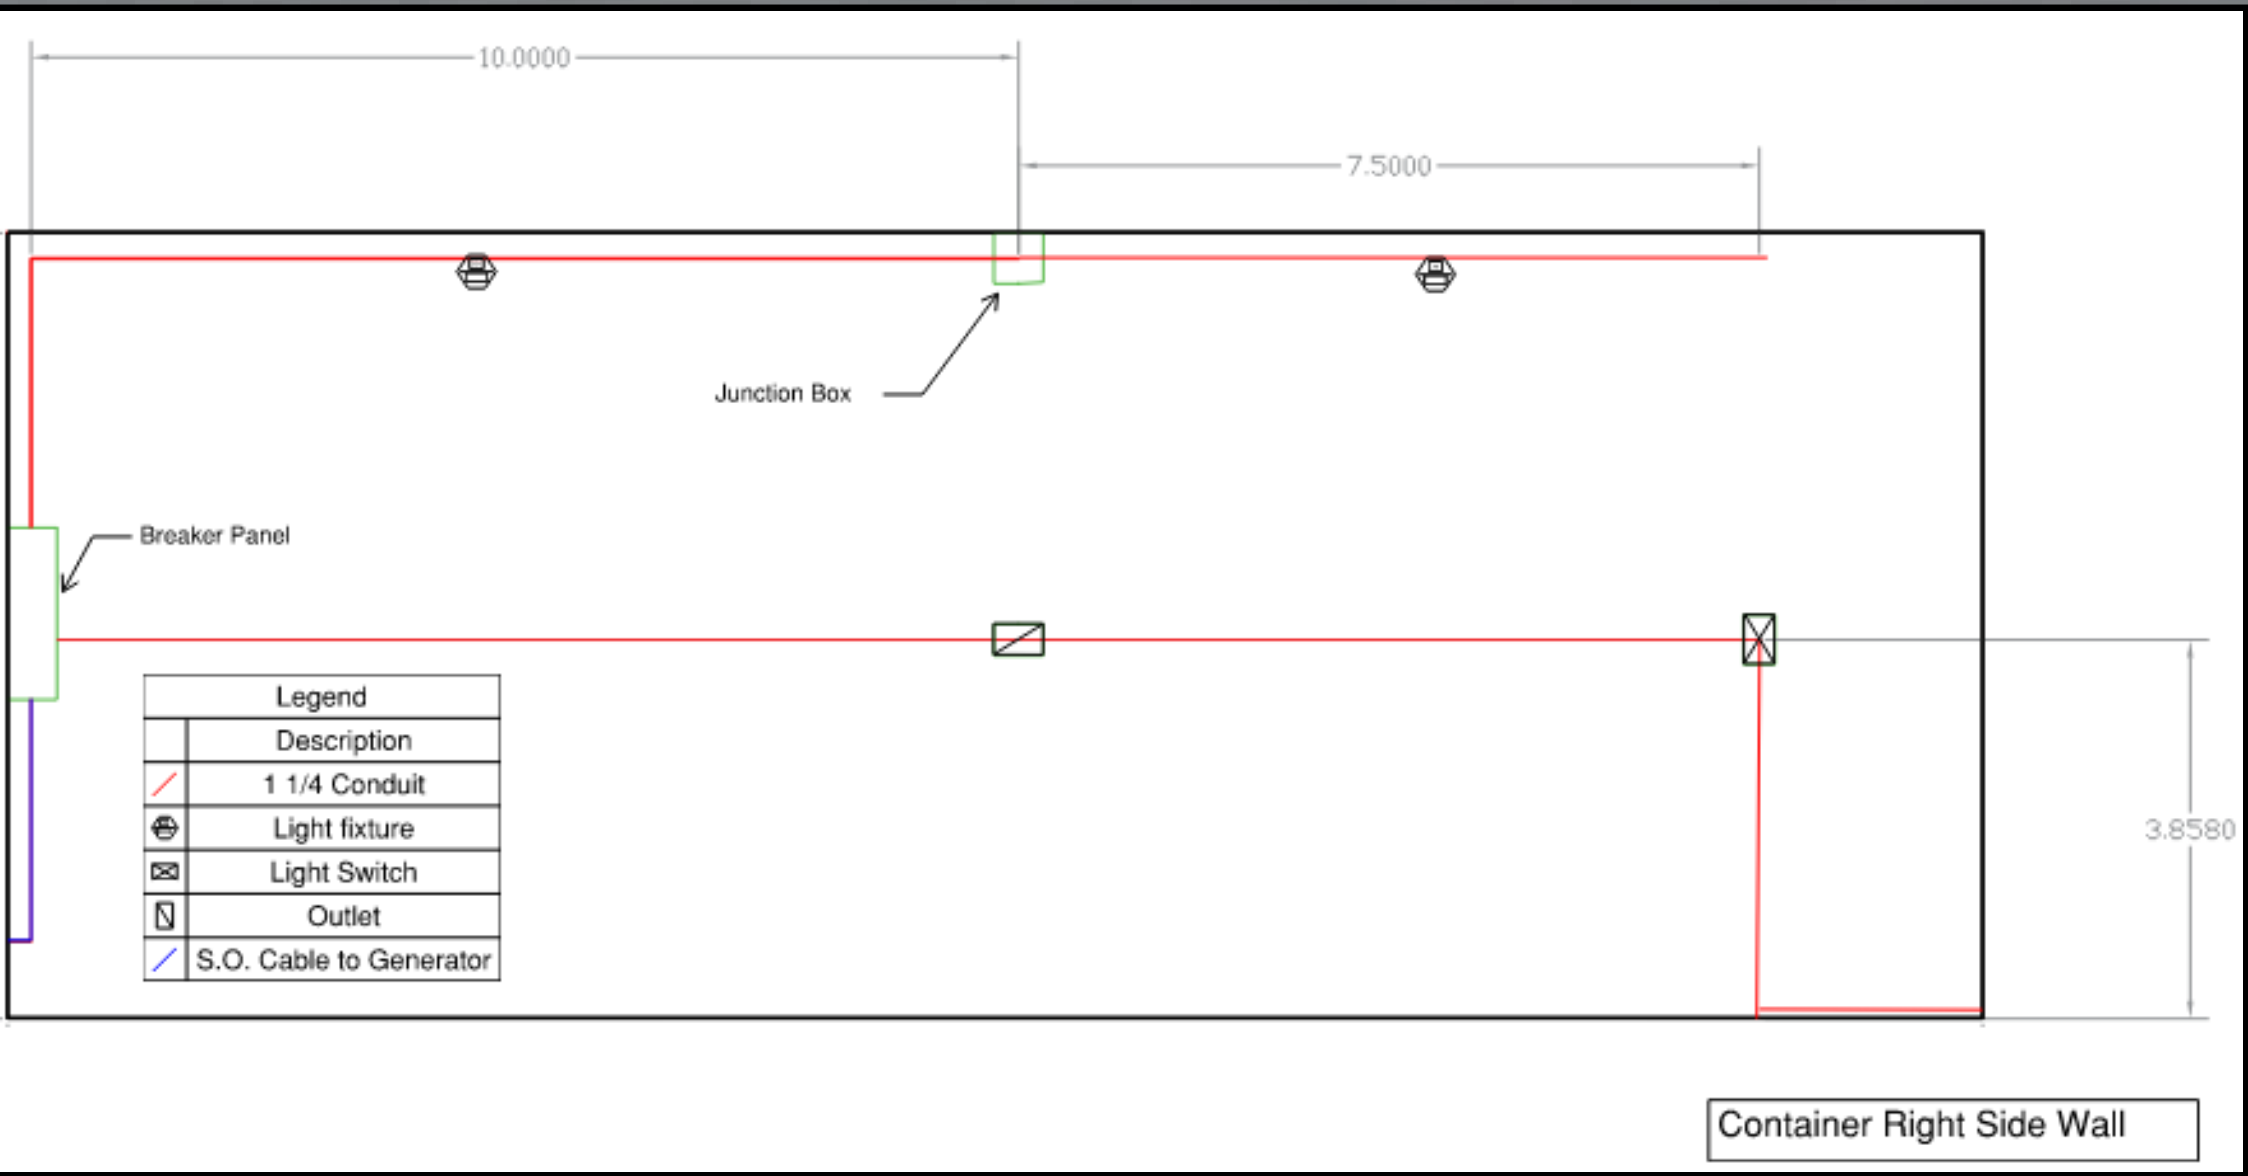 10.0000
7.5000
Junction Box
Breaker Panel
Legend
Description
1 1/4 Conduit
Light fixture
Light Switch
Outlet
S.O. Cable to Generator
3.8580
Container Right Side Wall